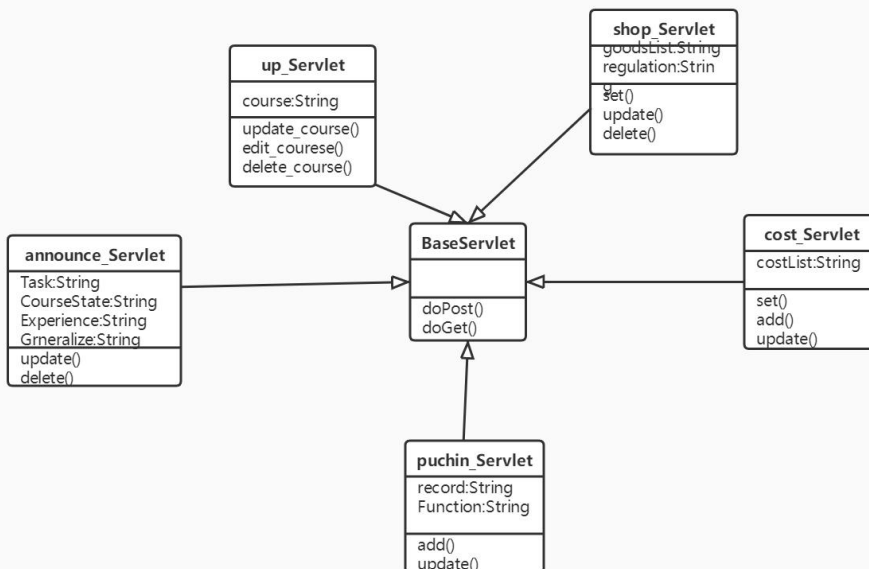 shop_Servlet
goodsList:String
regulation:Strin
g
set()
update()
delete()
up_Servlet
course:String
update_course()
edit_courese()
delete_course()
BaseServlet
doPost()
doGet()
cost_Servlet
costList:String
set()
add()
update()
announce_Servlet
Task:String
CourseState:String
Experience:String
Grneralize:String
update()
delete()
puchin_Servlet
record:String
Function:String
add()
update()